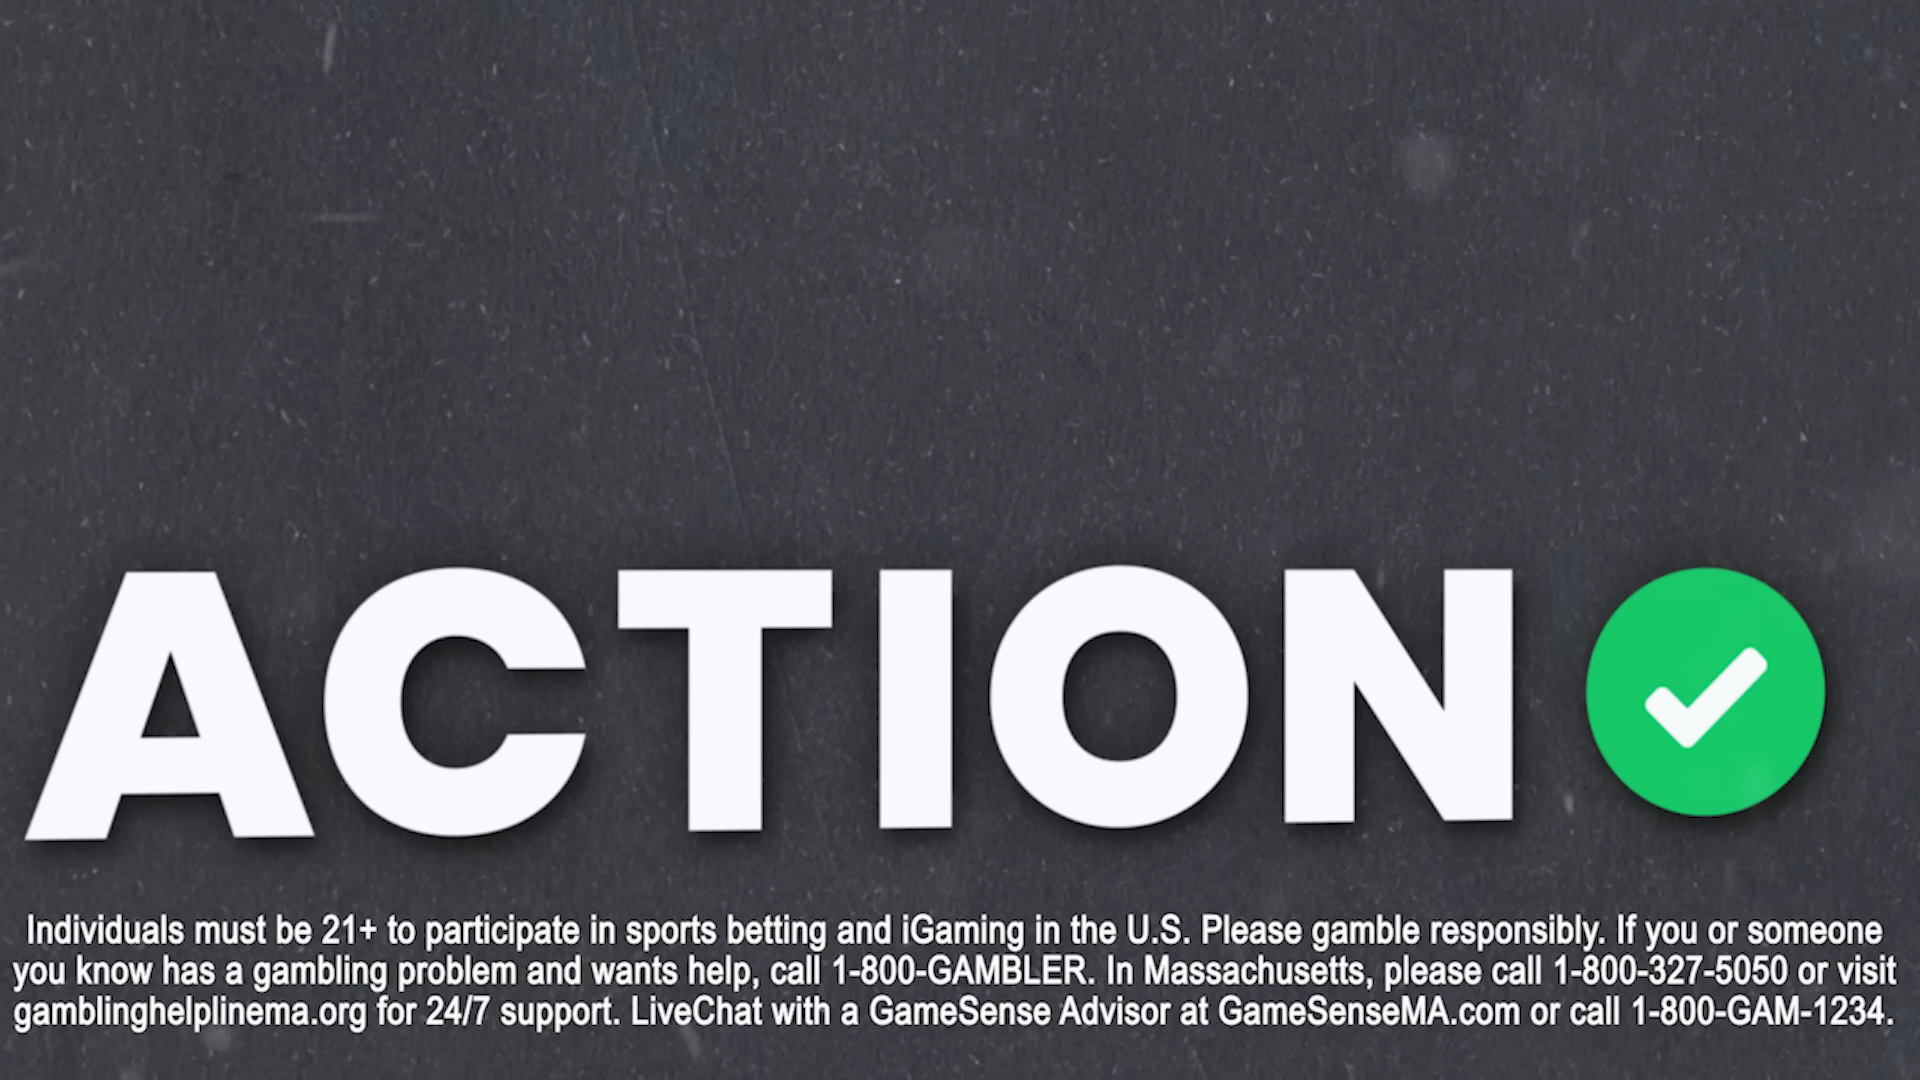 ACTION
Individuals must be 21+ to participate in sports betting and iGaming in the U.S. Please gamble responsibly. If you or someone
you know has a gambling problem and wants help, call 1-800-GAMBLER. In Massachusetts, please call 1-800-327-5050 or visit
gamblinghelplinema.org for 24/7 support. LiveChat with a GameSense Advisor at GameSenseMA.com or call 1-800-GAM-1234.